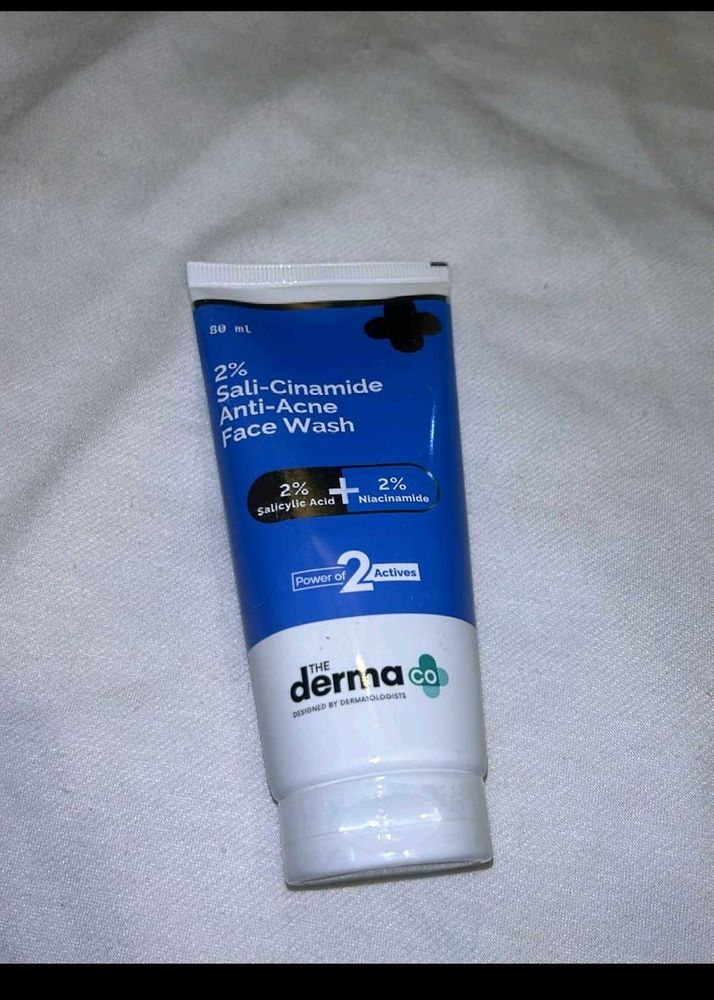 80 ml
2%
Sali-Cinamide
Anti-Acne
Face Wash
2% + 2%
Salicylic Acid Niacinamide
Power of 2 Actives
THE
derma co
DESIGNED BY DERMATOLOGISTS